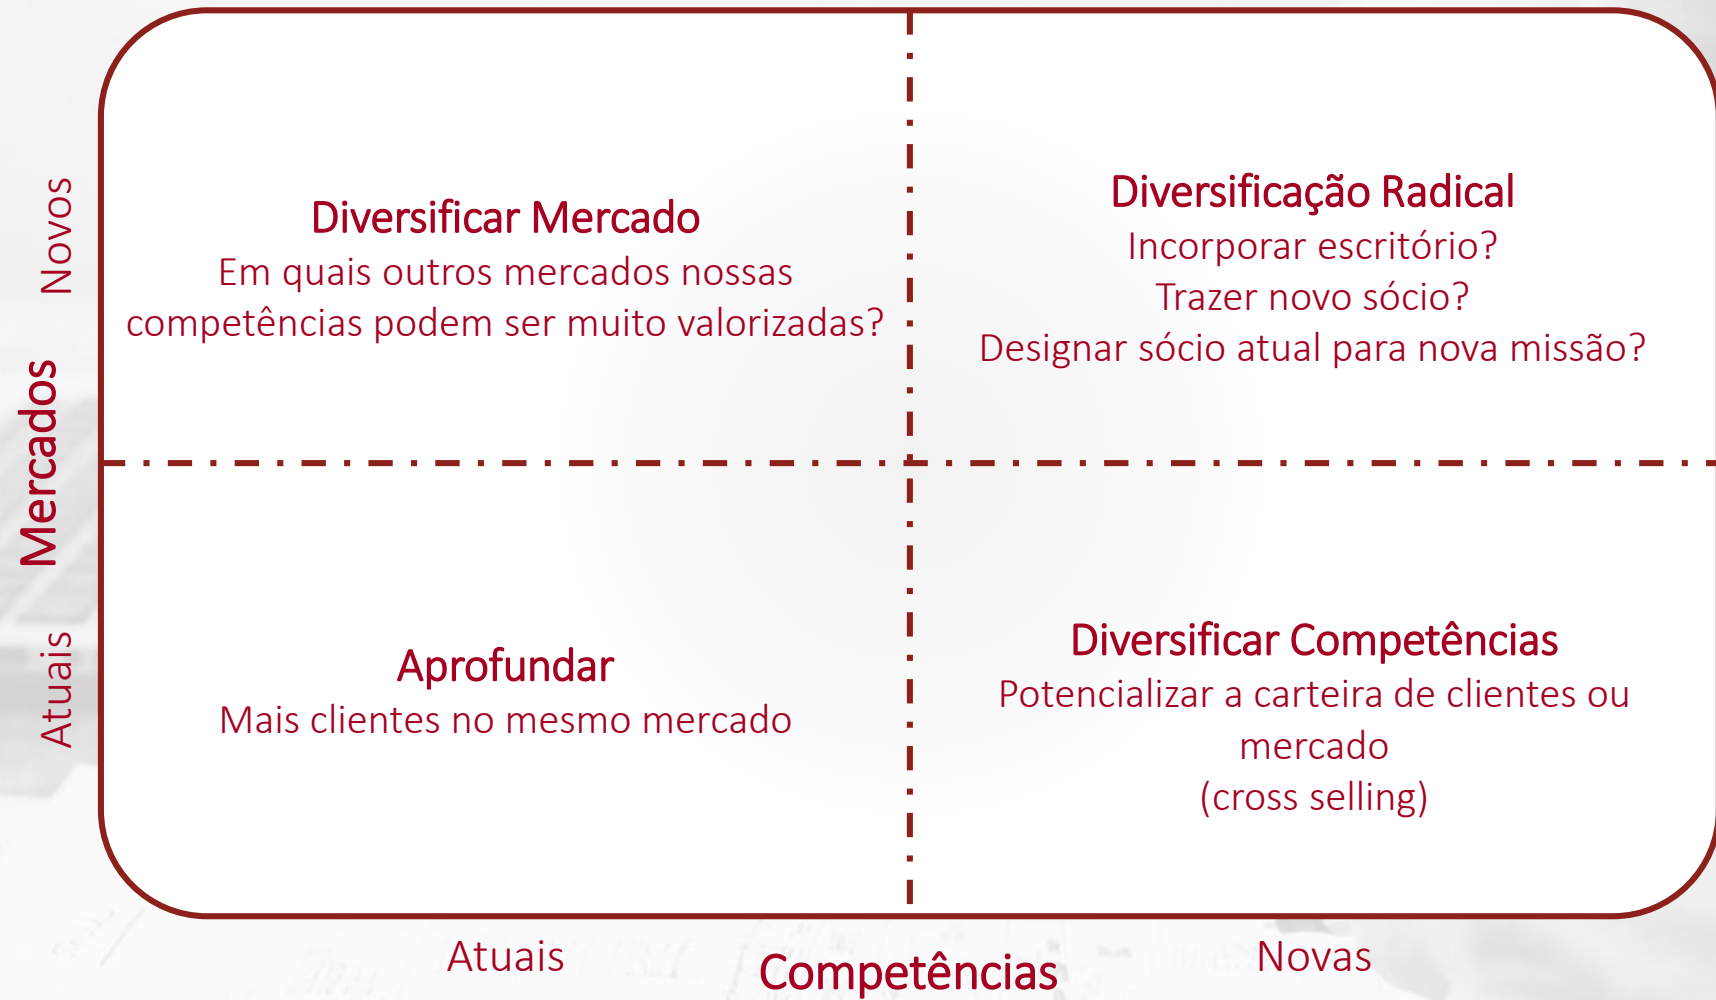 Mercados
Novos
Diversificar Mercado
Em quais outros mercados nossas
competências podem ser muito valorizadas?
Diversificação Radical
Incorporar escritório?
Trazer novo sócio?
Designar sócio atual para nova missão?
Atuais
Aprofundar
Mais clientes no mesmo mercado
Diversificar Competências
Potencializar a carteira de clientes ou
mercado
(cross selling)
Atuais
Competências
Novas